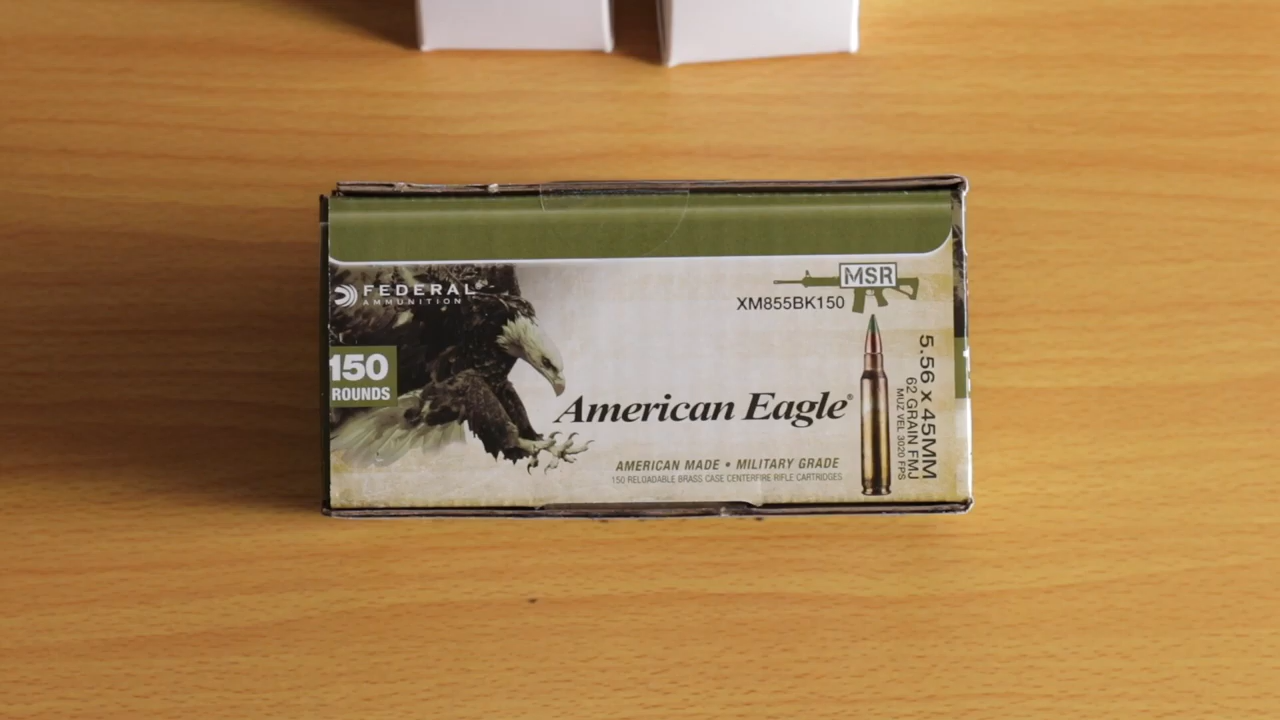 FEDERAL
AMMUNITION
150
ROUNDS
MSR
XM855BK150
American Eagle®
AMERICAN MADE • MILITARY GRADE
150 RELOADABLE BRASS CASE CENTERFIRE RIFLE CARTRIDGES
5.56 x 45MM
62 GRAIN FMJ
MUZ VEL 3020 FPS